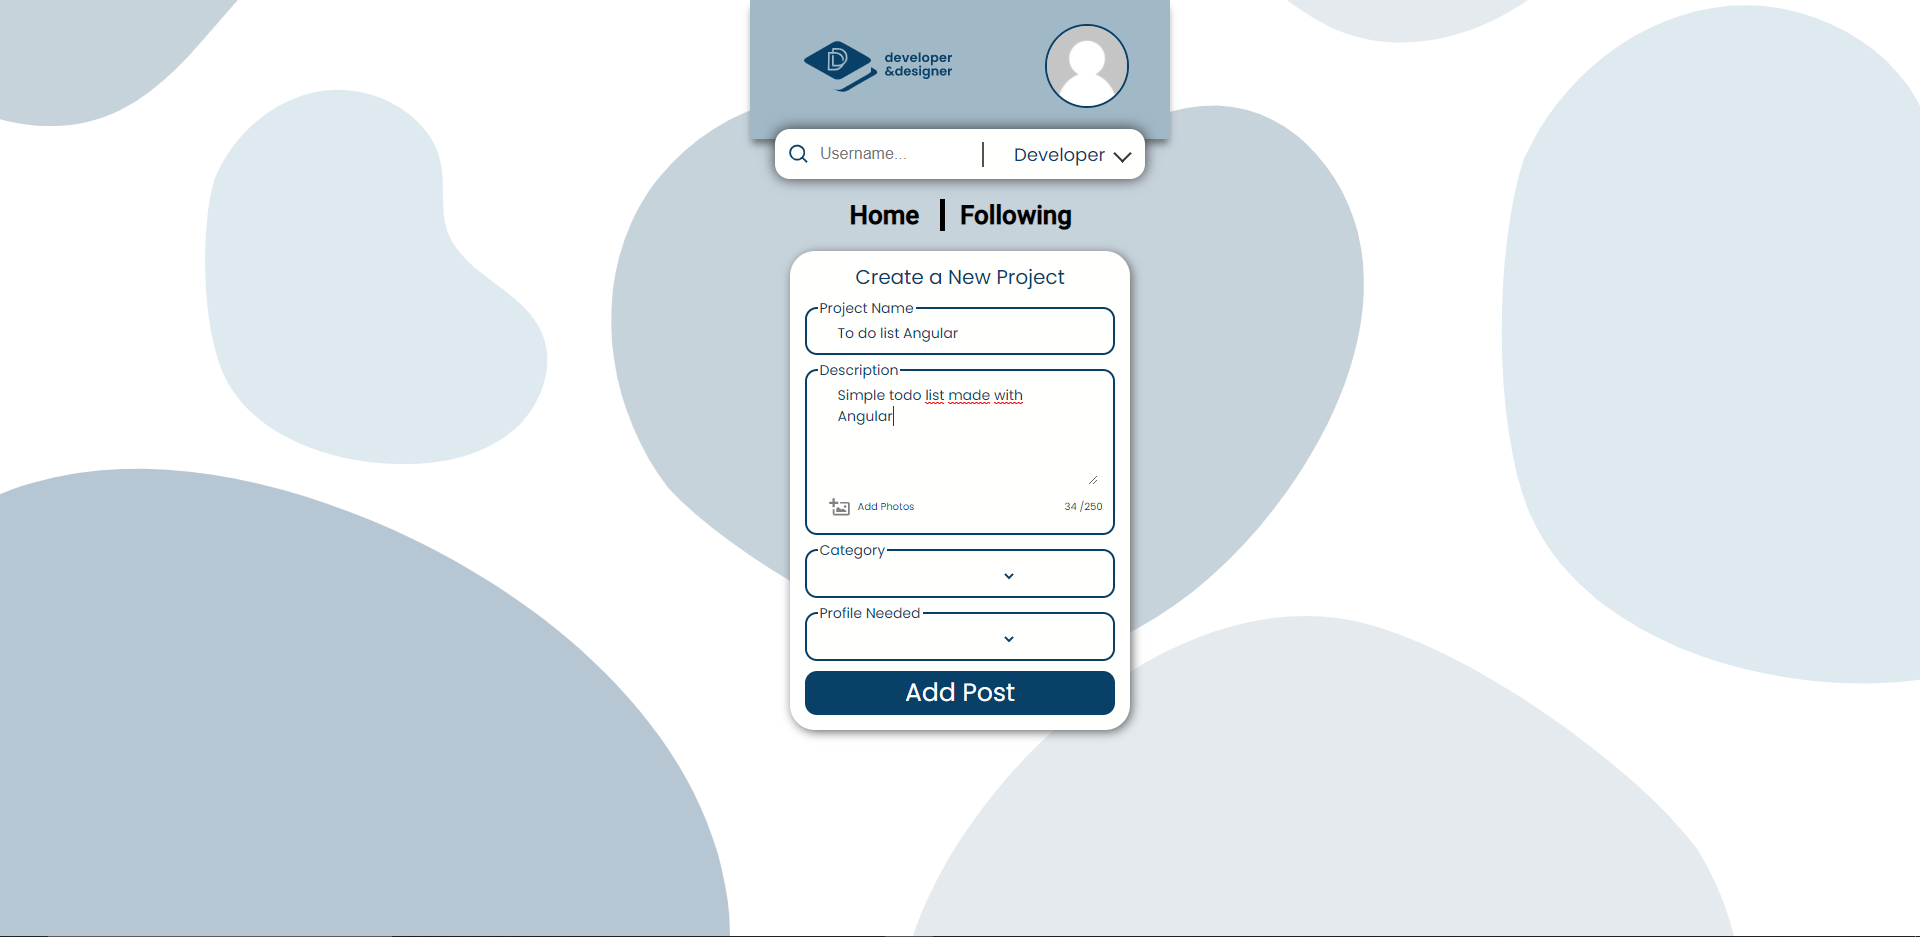 developer
&designer
Username...
Developer
Home
Following
Create a New Project
Project Name
To do list Angular
Description
Simple todo list made with
Angular
Add Photos
34 /250
Category
Profile Needed
Add Post